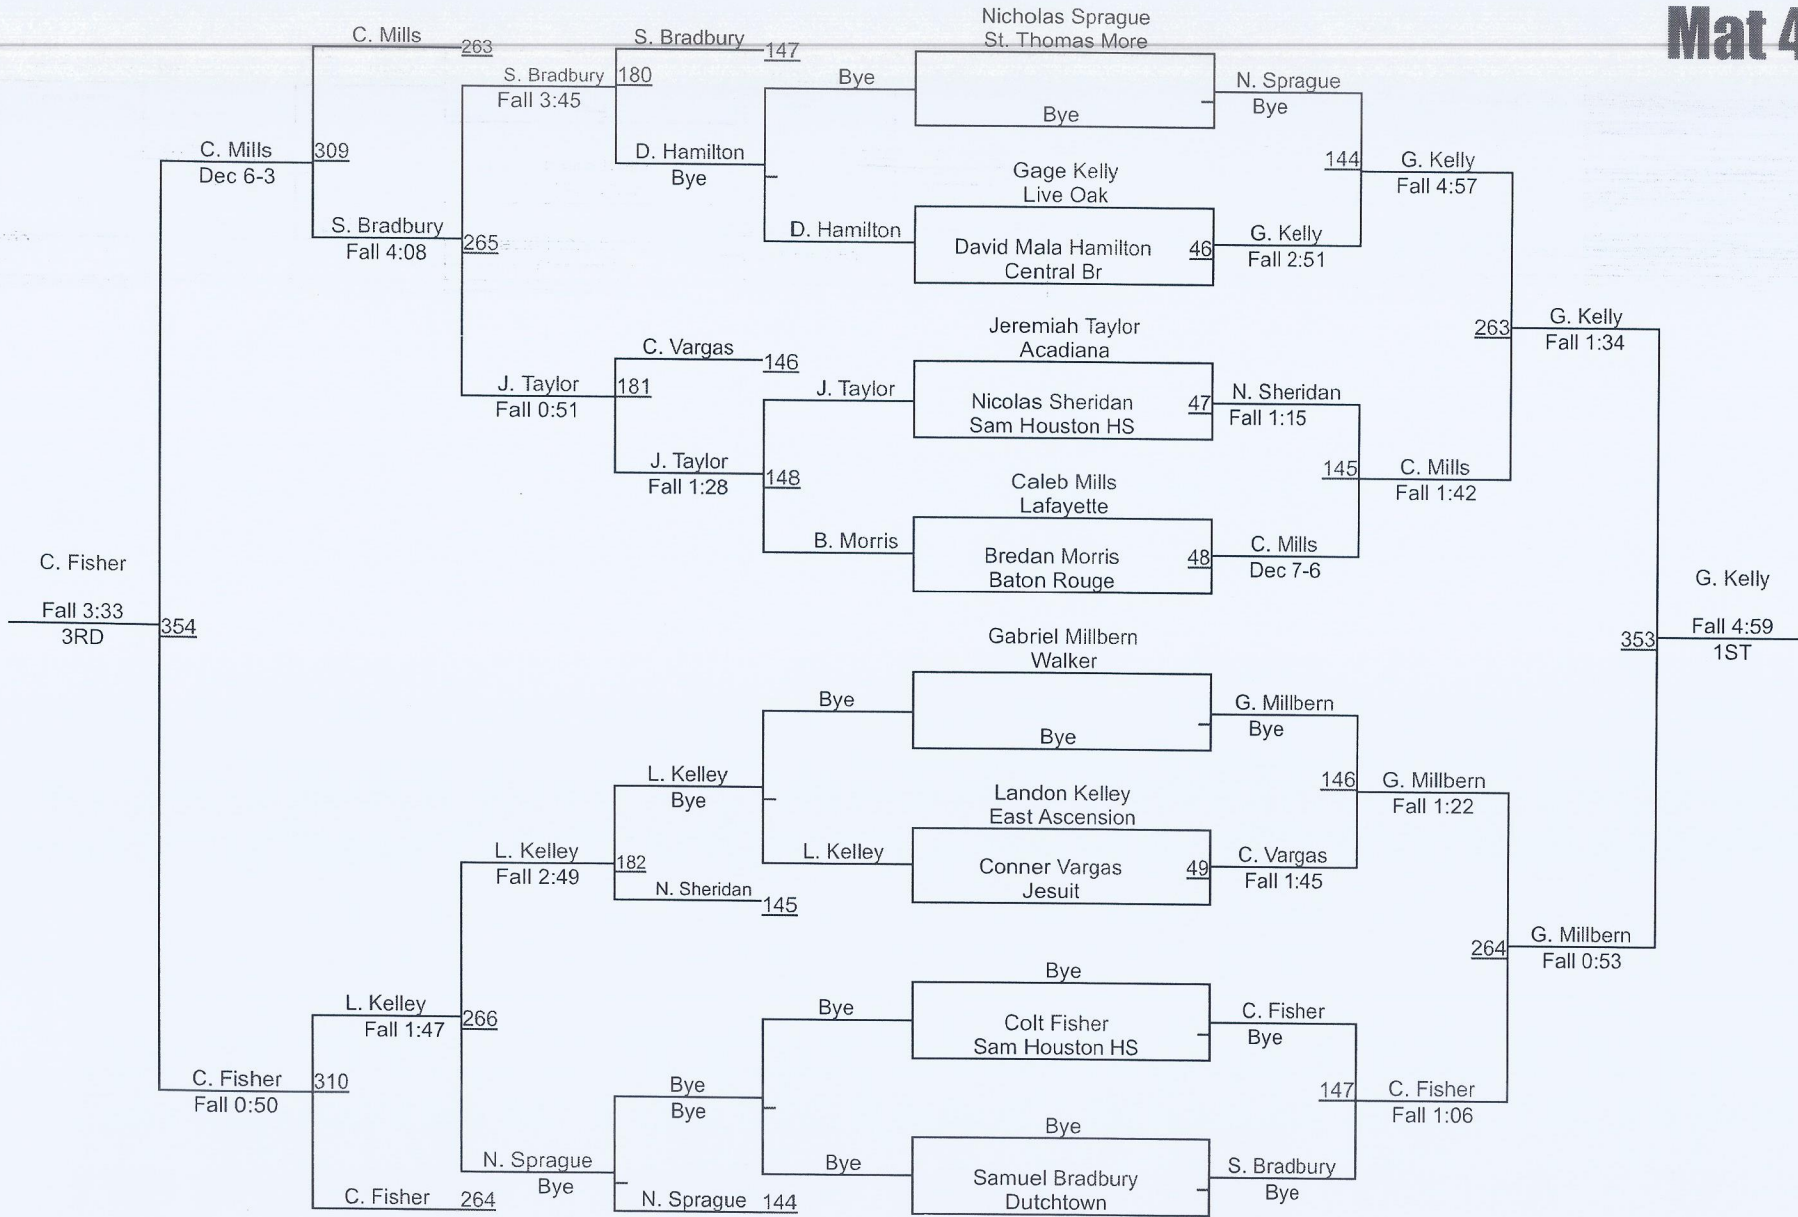 Mat 4
Nicholas Sprague
St. Thomas More
Bye
Gage Kelly
Live Oak
David Mala Hamilton
Central Br
46
Jeremiah Taylor
Acadiana
Nicolas Sheridan
Sam Houston HS
47
Caleb Mills
Lafayette
Bredan Morris
Baton Rouge
48
Gabriel Millbern
Walker
Bye
Landon Kelley
East Ascension
Conner Vargas
Jesuit
49
Bye
Colt Fisher
Sam Houston HS
Bye
Samuel Bradbury
Dutchtown
N. Sprague
Bye
144
G. Kelly
Fall 2:51
N. Sheridan
Fall 1:15
145
C. Mills
Dec 7-6
G. Millbern
Bye
146
C. Vargas
Fall 1:45
C. Fisher
Bye
147
S. Bradbury
Bye
G. Kelly
Fall 4:57
263
C. Mills
Fall 1:42
G. Millbern
Fall 1:22
264
C. Fisher
Fall 1:06
G. Kelly
Fall 1:34
353
G. Millbern
Fall 0:53
G. Kelly
Fall 4:59
1ST
Bye
D. Hamilton
J. Taylor
B. Morris
Bye
L. Kelley
Bye
Bye
S. Bradbury
147
180
D. Hamilton
Bye
C. Vargas
146
181
J. Taylor
Fall 1:28
148
L. Kelley
Bye
182
N. Sheridan
145
Bye
Bye
N. Sprague
144
S. Bradbury
Fall 3:45
265
J. Taylor
Fall 0:51
L. Kelley
Fall 2:49
266
N. Sprague
Bye
C. Mills
263
309
S. Bradbury
Fall 4:08
L. Kelley
Fall 1:47
310
C. Fisher
264
C. Mills
Dec 6-3
354
C. Fisher
Fall 0:50
C. Fisher
Fall 3:33
3RD